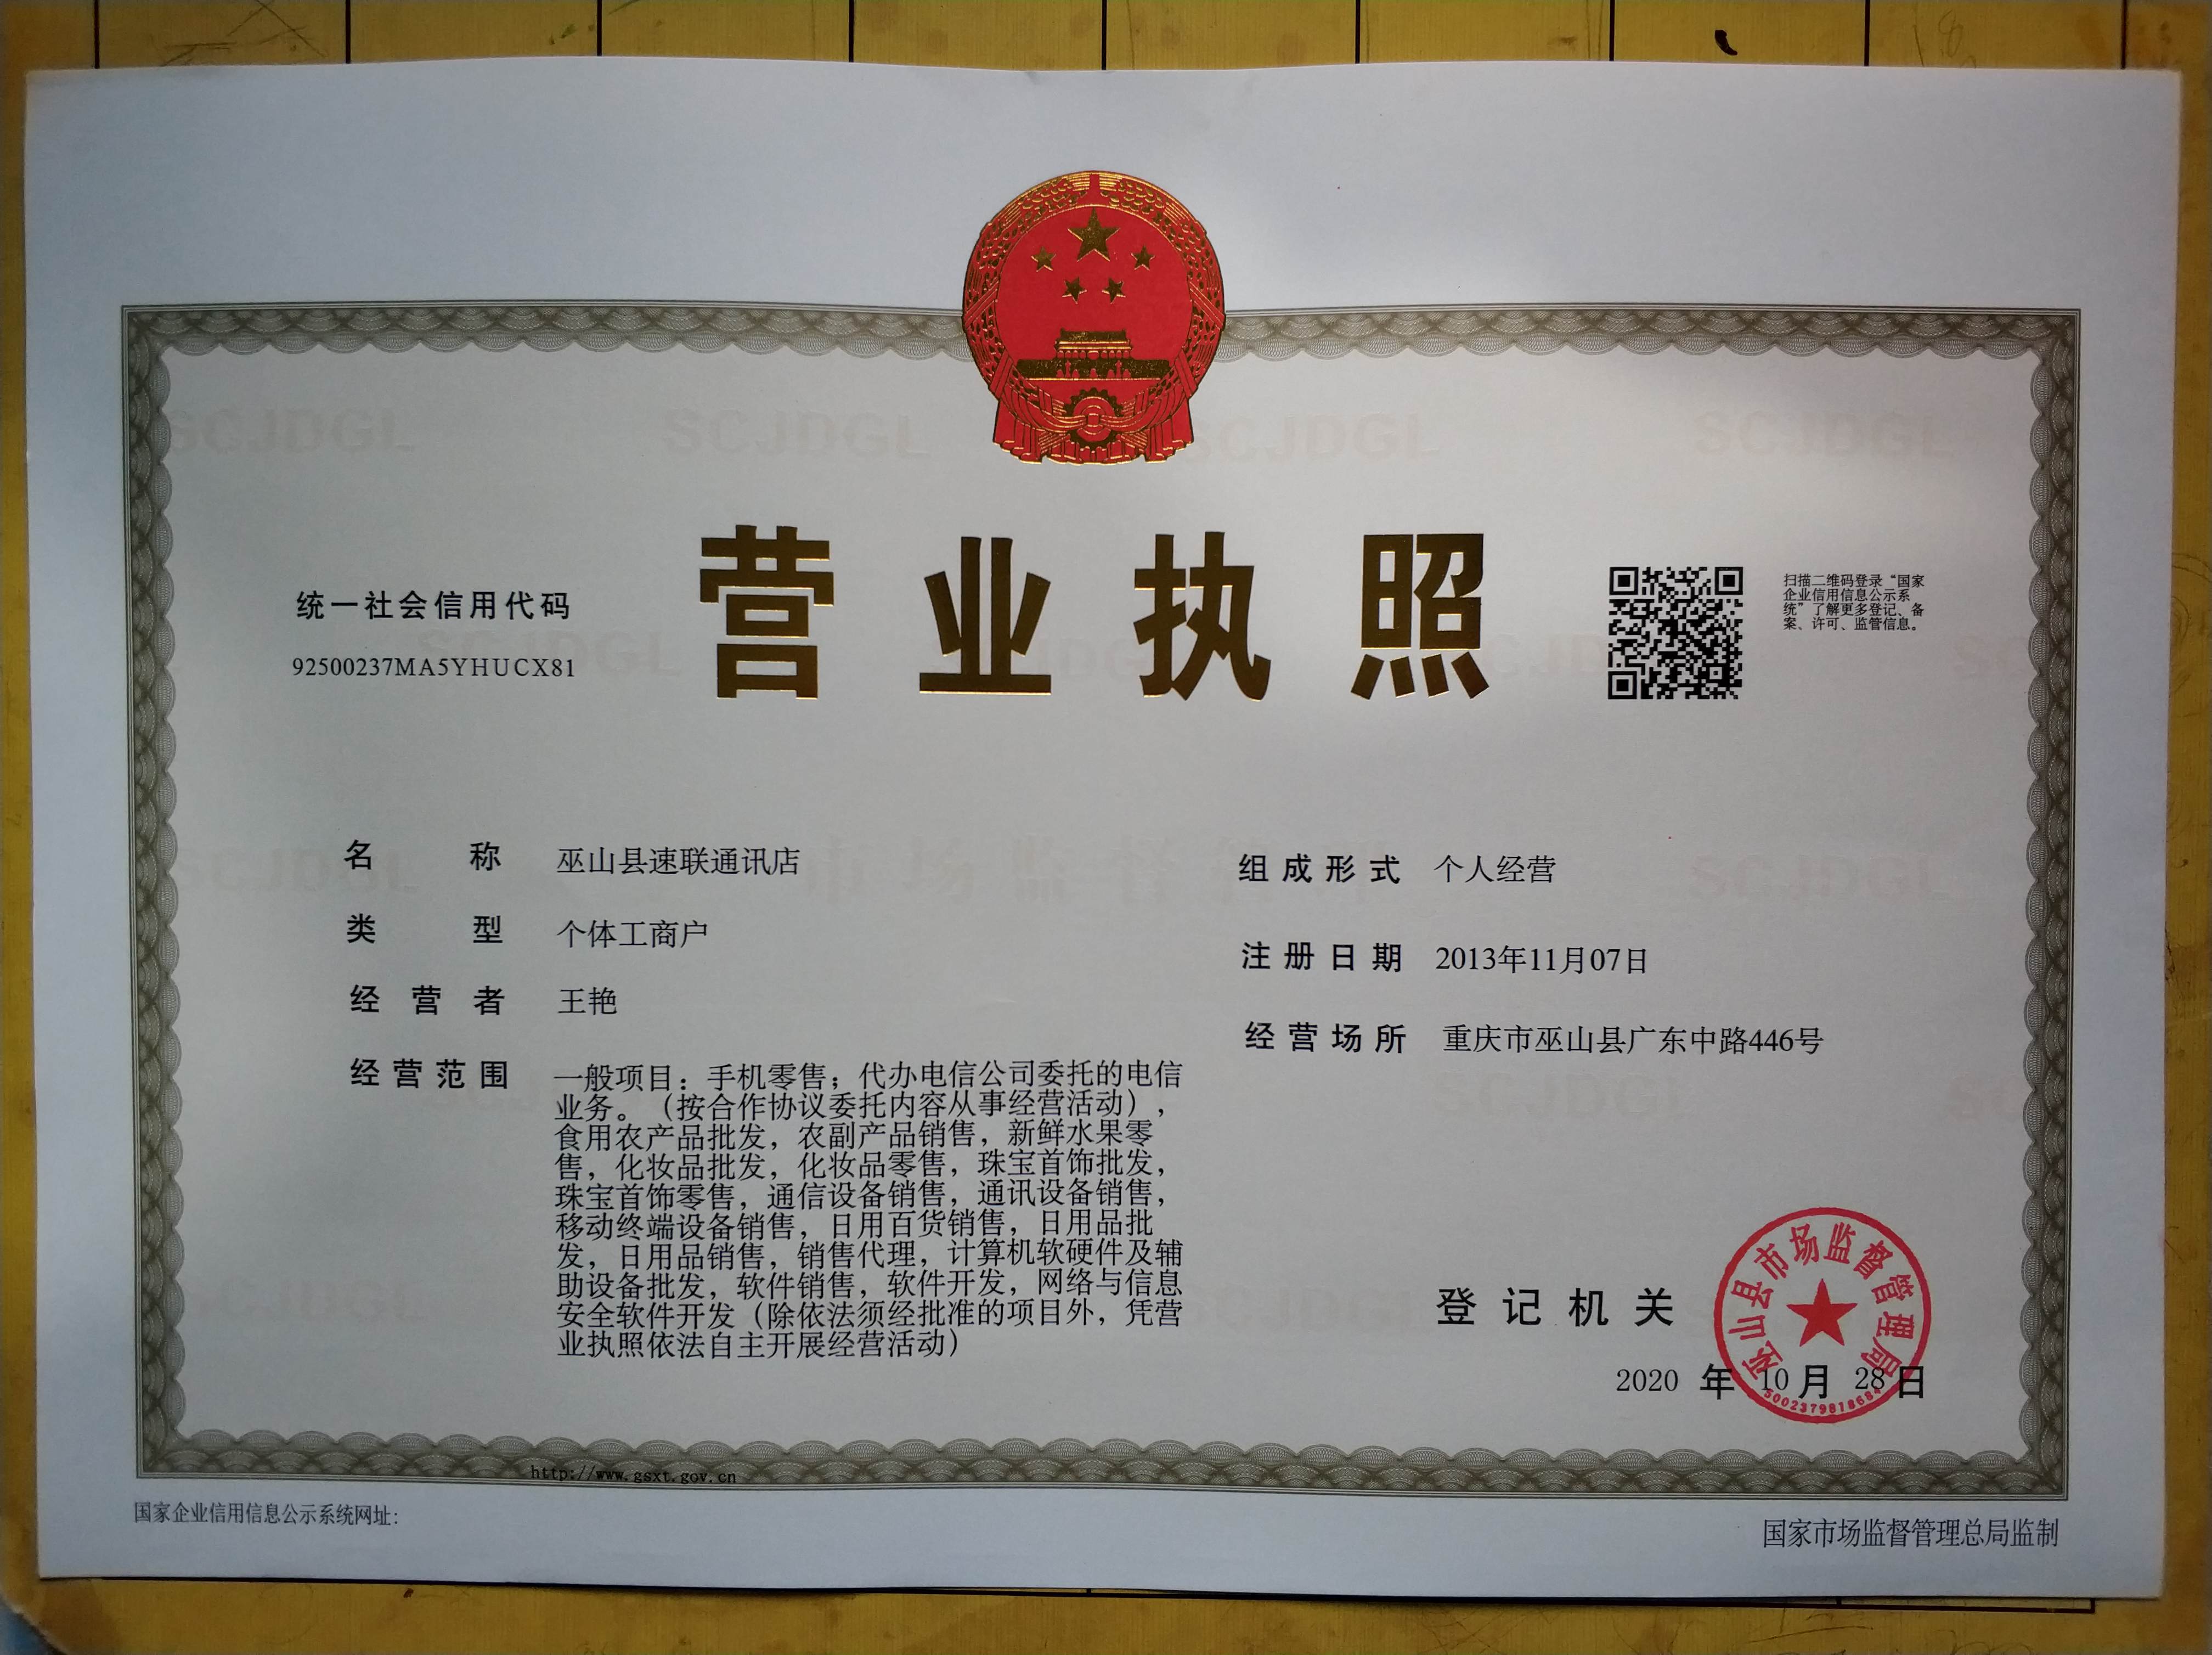 营业执照
统一社会信用代码
92500237MA5YHUCX81
扫描二维码登录“国家
企业信用信息公示系
统”了解更多登记、备
案、许可、监管信息。
名称 巫山县速联通讯店
类型 个体工商户
经营者 王艳
经营范围 一般项目：手机零售；代办电信公司委托的电信
业务。（按合作协议委托内容从事经营活动），
食用农产品批发，农副产品销售，新鲜水果零
售，化妆品批发，化妆品零售，珠宝首饰批发，
珠宝首饰零售，通信设备销售，通讯设备销售，
移动终端设备销售，日用百货销售，日用品批
发，日用品销售，销售代理，计算机软硬件及辅
助设备批发，软件销售，软件开发，网络与信息
安全软件开发（除依法须经批准的项目外，凭营
业执照依法自主开展经营活动）
组成形式 个人经营
注册日期 2013年11月07日
经营场所 重庆市巫山县广东中路446号
登记机关
巫山县市场监督管理局
2020 年 10 月 28 日
http://www.gsxt.gov.cn
国家企业信用信息公示系统网址：
国家市场监督管理总局监制